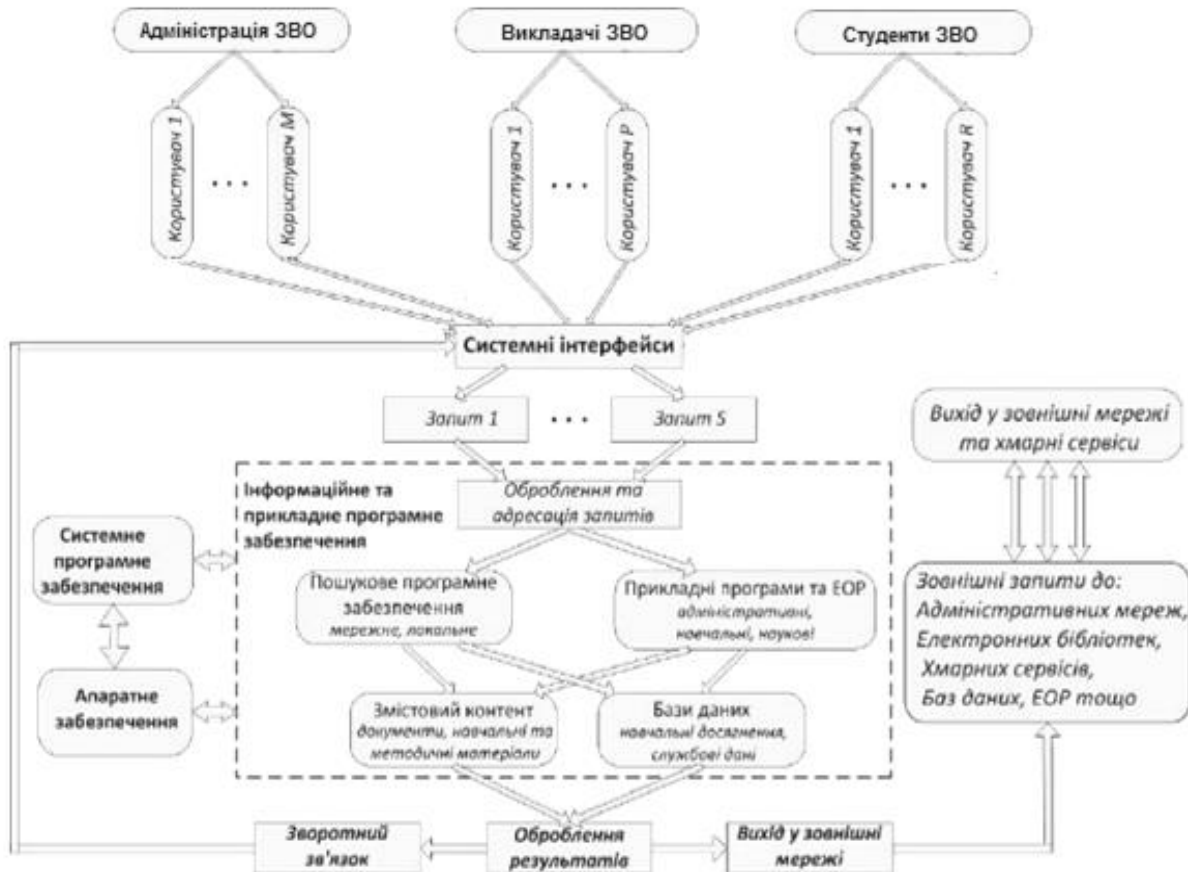 Адміністрація ЗВО
Викладачі ЗВО
Студенти ЗВО
Користувач 1
...
Користувач M
Користувач 1
...
Користувач P
Користувач 1
...
Користувач R
Системні інтерфейси
Запит 1
...
Запит S
Вихід у зовнішні мережі
та хмарні сервіси
Інформаційне та
прикладне програмне
забезпечення
Оброблення та
адресація запитів
Системне
програмне
забезпечення
Пошукове програмне
забезпечення
мережне, локальне
Прикладні програми та ЕОР
адміністративні,
навчальні, наукові
Зовнішні запити до:
Адміністративних мереж,
Електронних бібліотек,
Хмарних сервісів,
Баз даних, ЕОР тощо
Апаратне
забезпечення
Змістовий контент
документи, навчальні та
методичні матеріали
Бази даних
навчальні досягнення,
службові дані
Зворотний
зв'язок
Оброблення
результатів
Вихід у зовнішні
мережі